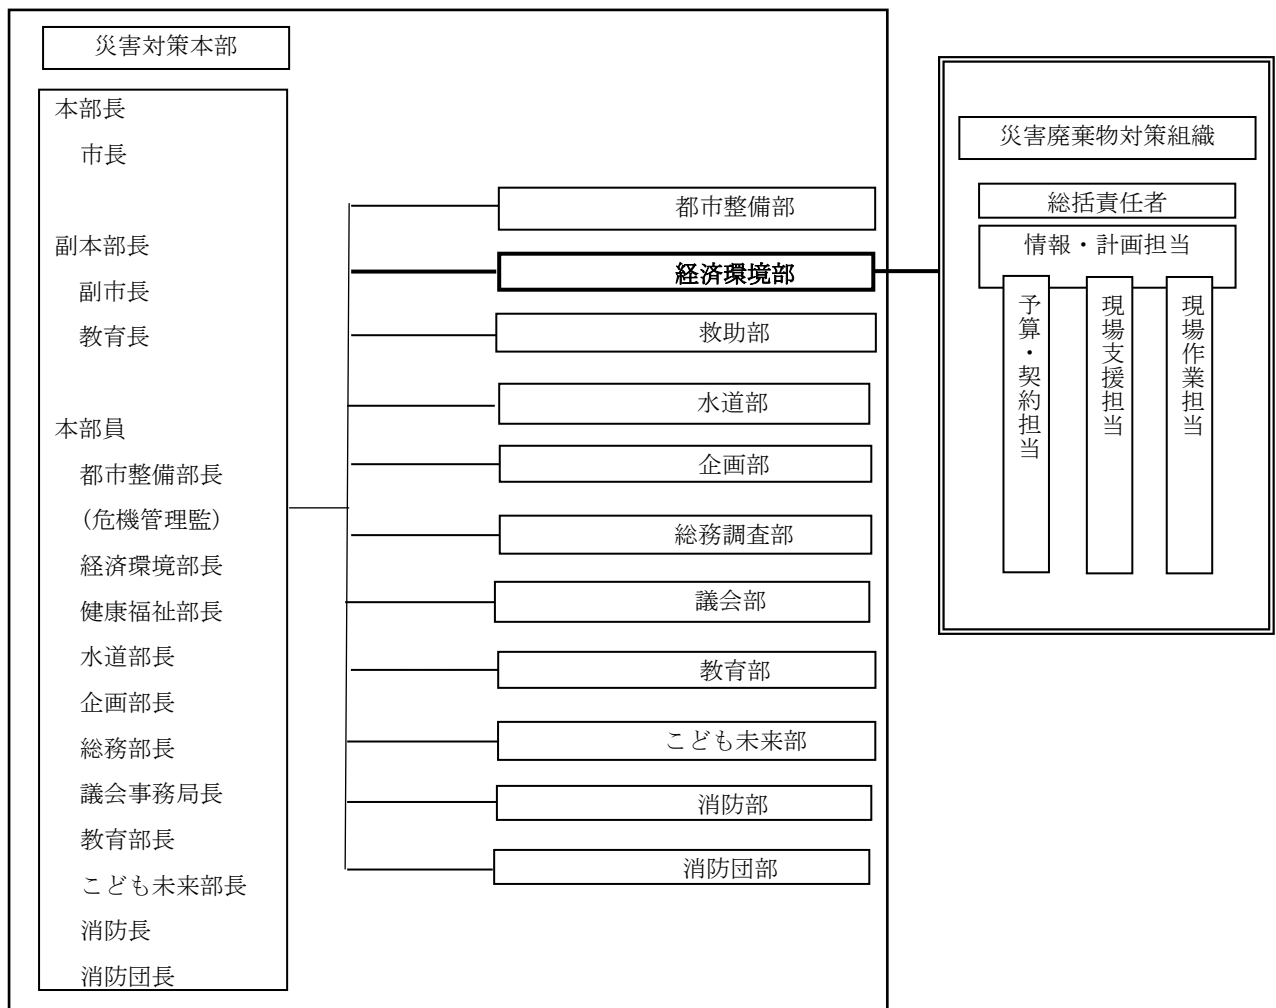 災害対策本部
本部長
市長
副本部長
副市長
教育長
本部員
都市整備部長
(危機管理監)
経済環境部長
健康福祉部長
水道部長
企画部長
総務部長
議会事務局長
教育部長
こども未来部長
消防長
消防団長
都市整備部
経済環境部
救助部
水道部
企画部
総務調査部
議会部
教育部
こども未来部
消防部
消防団部
災害廃棄物対策組織
総括責任者
情報・計画担当
予算・契約担当
現場支援担当
現場作業担当